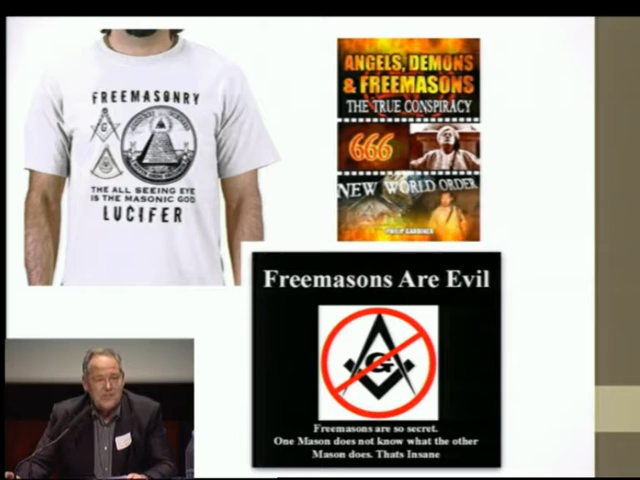 FREEMASONRY
THE ALL SEEING EYE
IS THE MASONIC GOD
LUCIFER
ANGELS, DEMONS
& FREEMASONS
THE TRUE CONSPIRACY
666
NEW WORLD ORDER
PHILIP GARDINER
Freemasons Are Evil
G
Freemasons are so secret.
One Mason does not know what the other
Mason does. Thats Insane